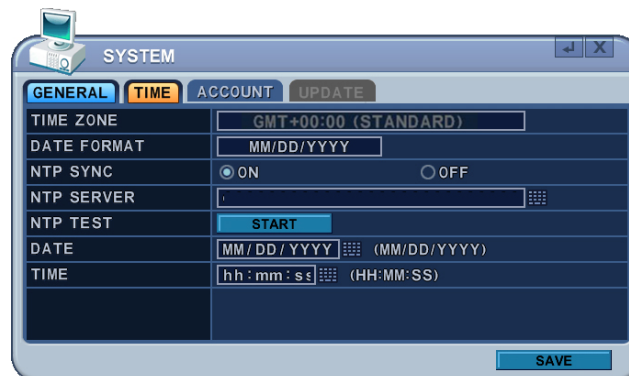 SYSTEM
X
GENERAL TIME ACCOUNT UPDATE
TIME ZONE GMT+00:00 (STANDARD)
DATE FORMAT MM/DD/YYYY
NTP SYNC ON OFF
NTP SERVER
NTP TEST START
DATE MM/DD/YYYY (MM/DD/YYYY)
TIME hh:mm:ss (HH:MM:SS)
SAVE